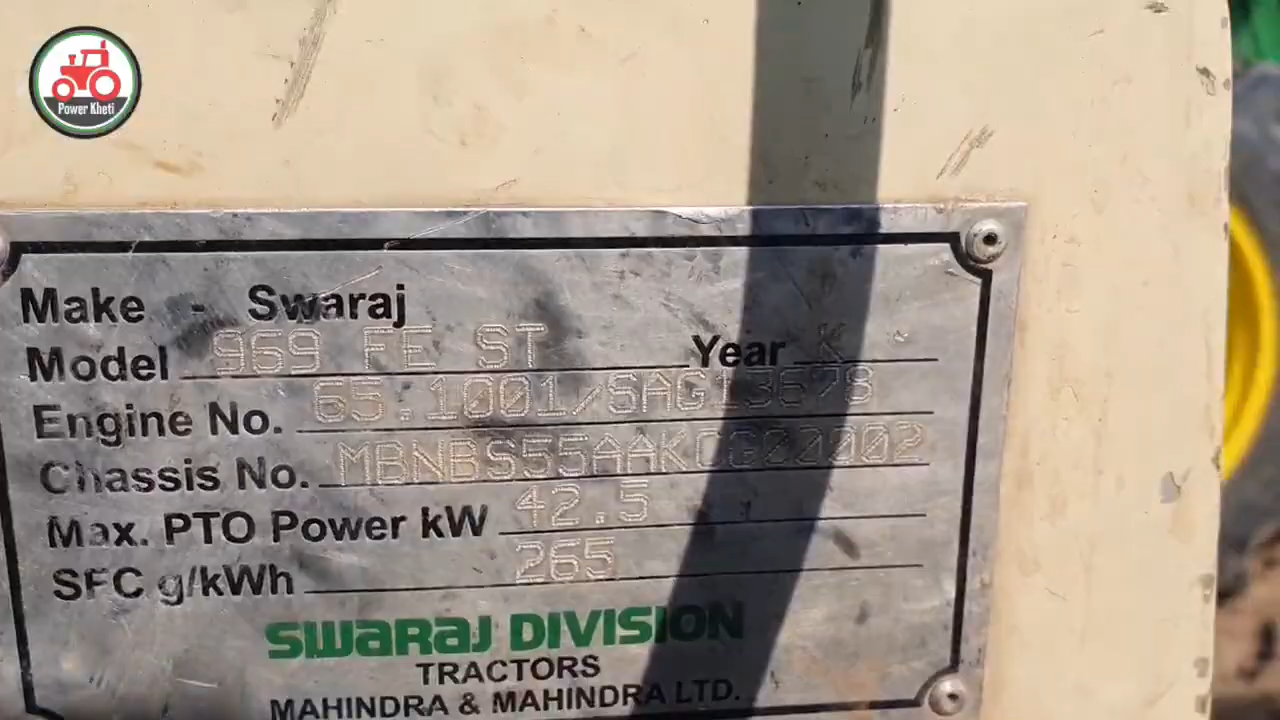 Power Kheti
Make - Swaraj
Model 969 FE ST Year K
Engine No. 65.1001/SAG13678
Chassis No. MBNBS55AAKCG00002
Max. PTO Power kW 42.5
SFC g/kWh 265
SWARAJ DIVISION
TRACTORS
MAHINDRA & MAHINDRA LTD.